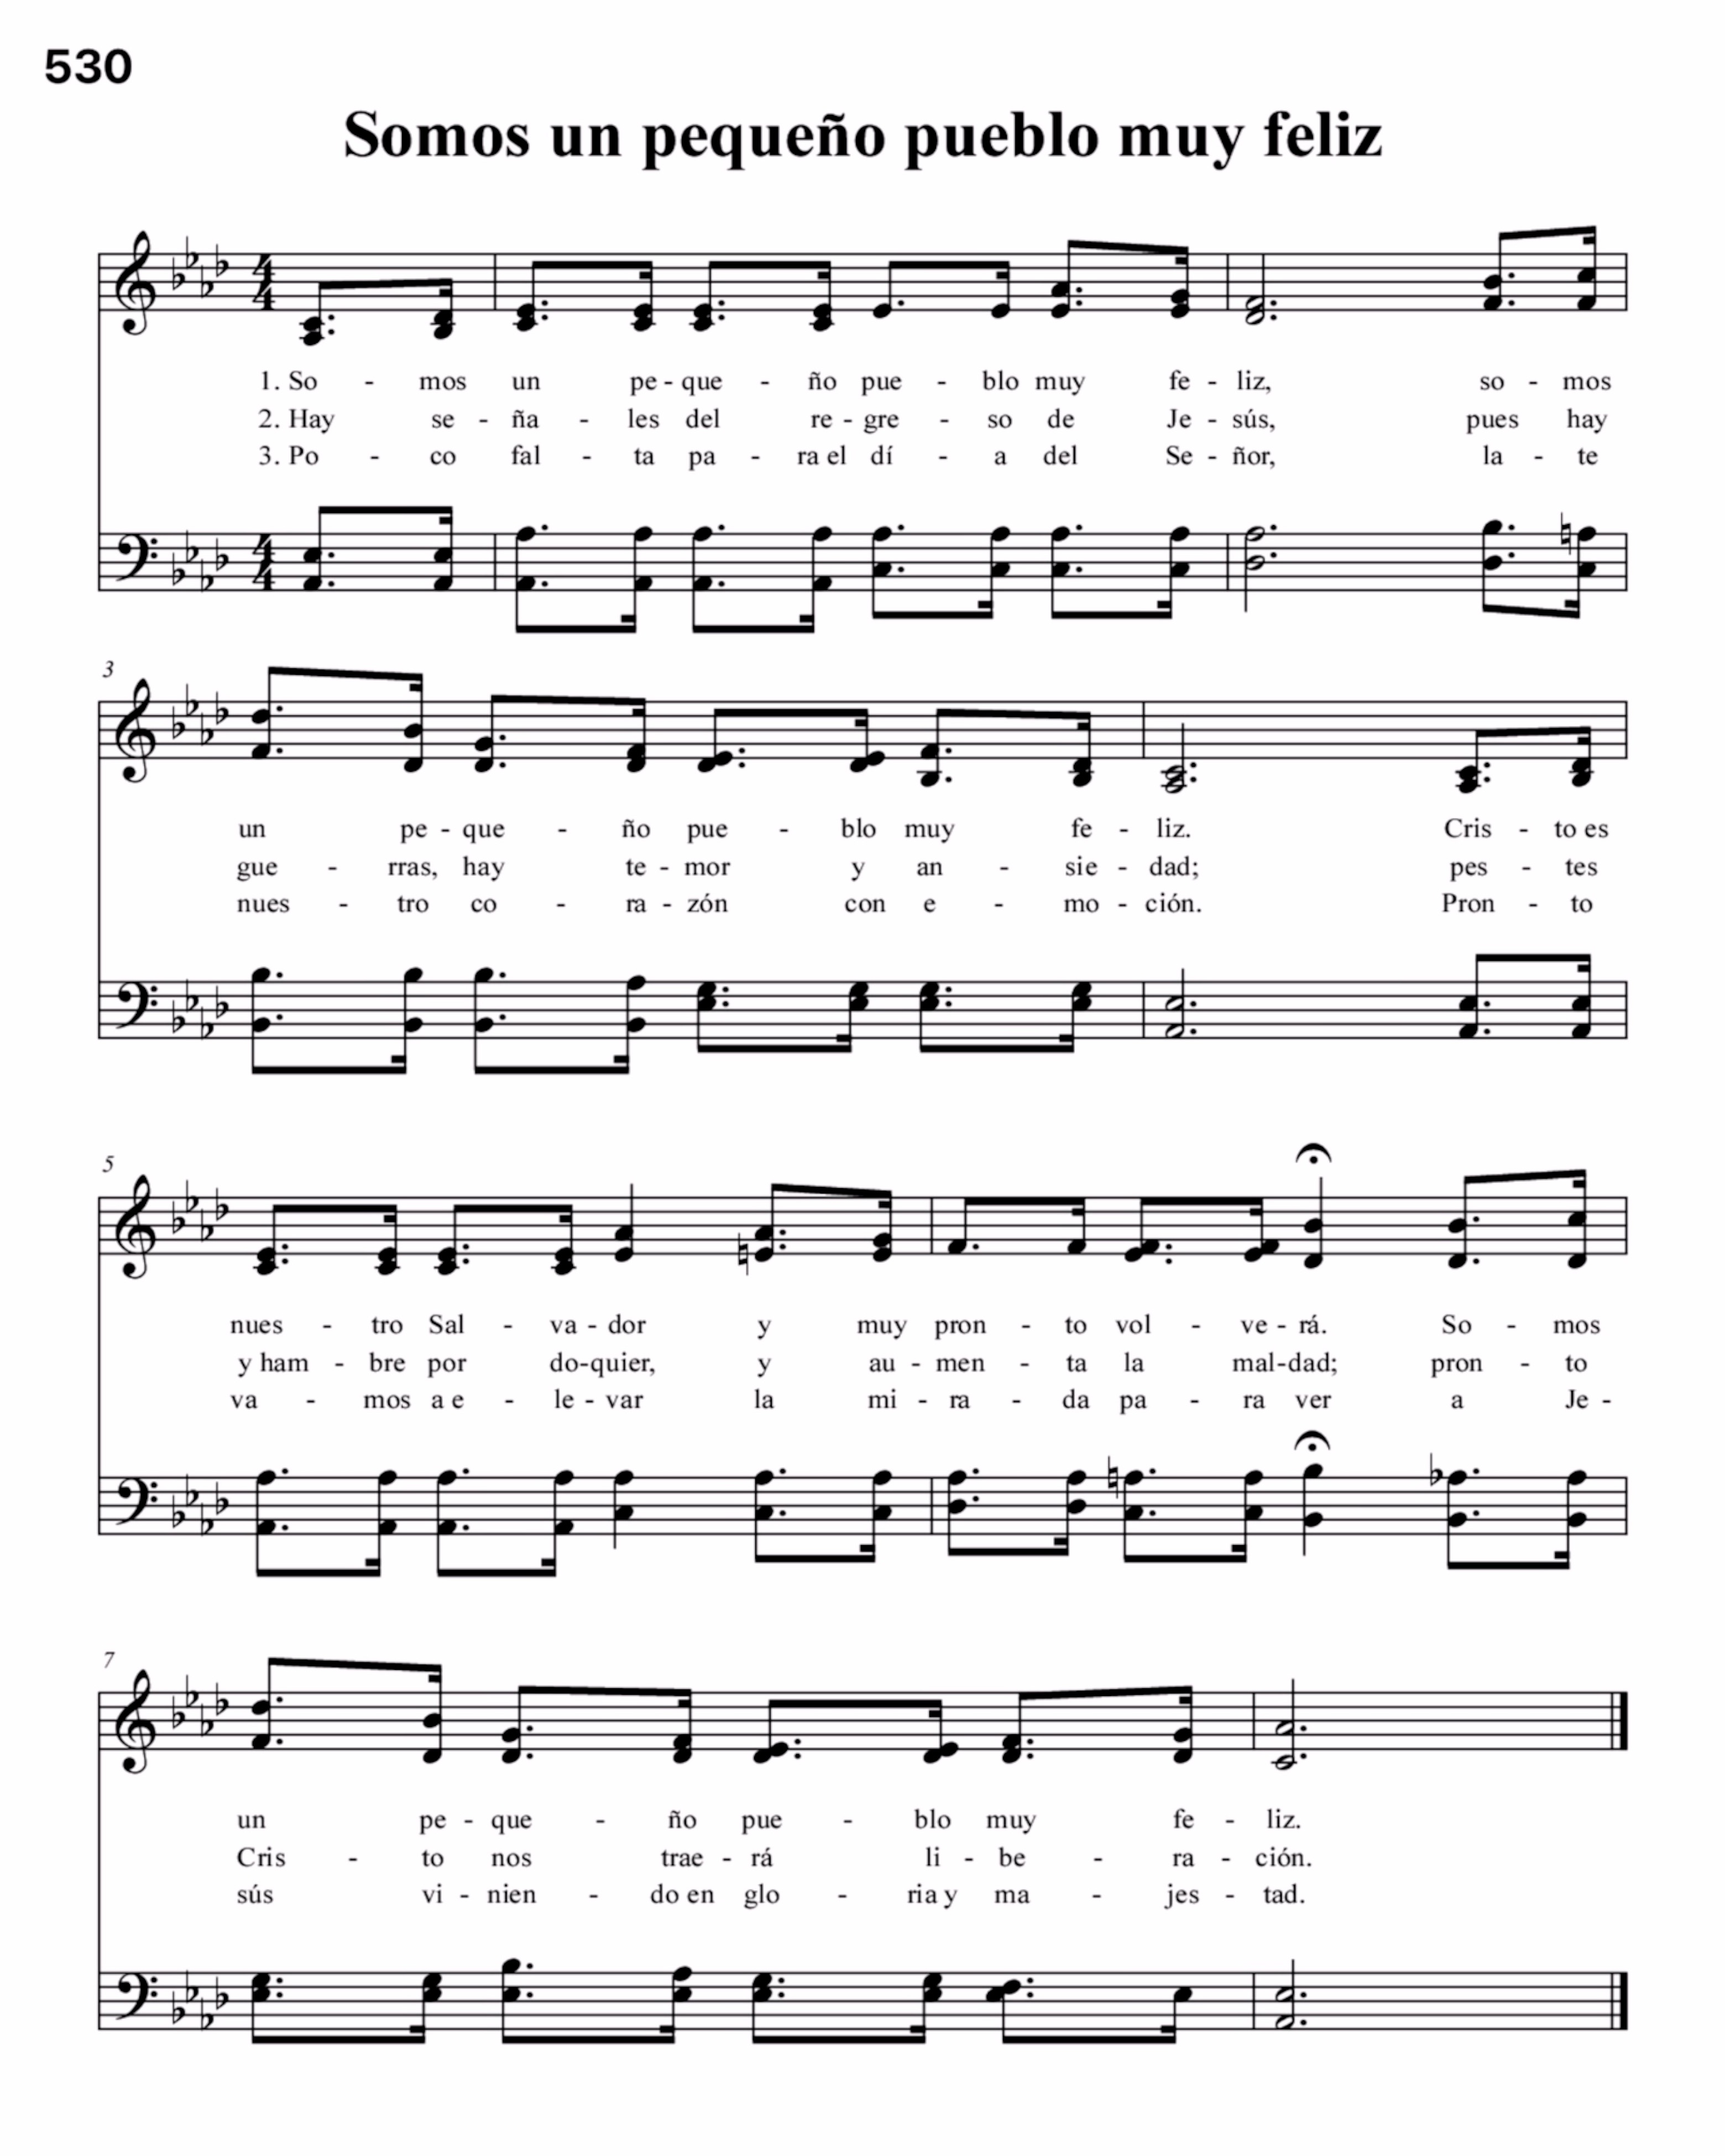 530
Somos un pequeño pueblo muy feliz
4/4
1. So - mos un pe - que - ño pue - blo muy fe - liz, so - mos
2. Hay se - ña - les del re - gre - so de Je - sús, pues hay
3. Po - co fal - ta pa - ra el dí - a del Se - ñor, la - te
4/4
3
un pe - que - ño pue - blo muy fe - liz. Cris - to es
gue - rras, hay te - mor y an - sie - dad; pes - tes
nues - tro co - ra - zón con e - mo - ción. Pron - to
5
nues - tro Sal - va - dor y muy pron - to vol - ve - rá. So - mos
y ham - bre por do-quier, y au - men - ta la mal-dad; pron - to
va - mos a e - le - var la mi - ra - da pa - ra ver a Je -
7
un pe - que - ño pue - blo muy fe - liz.
Cris - to nos trae - rá li - be - ra - ción.
sús vi - nien - do en glo - ria y ma - jes - tad.